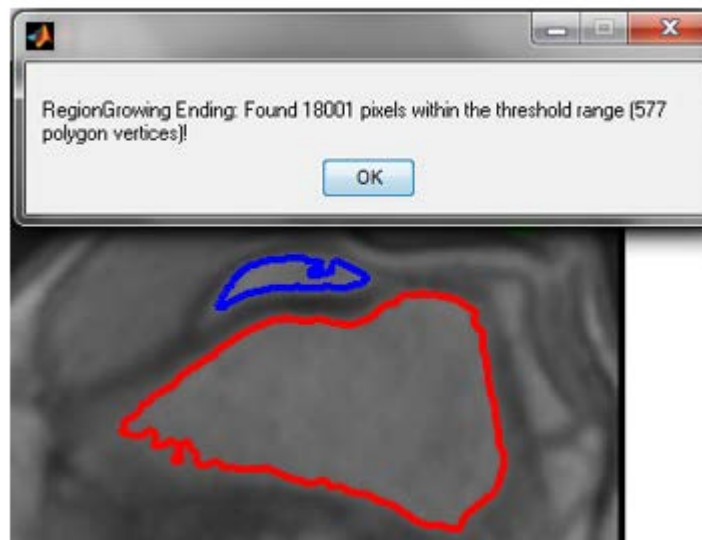 RegionGrowing Ending: Found 18001 pixels within the threshold range (577
polygon vertices)!
OK